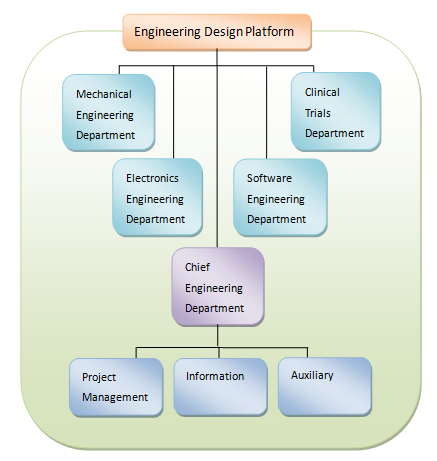 Engineering Design Platform
Mechanical
Engineering
Department
Clinical
Trials
Department
Electronics
Engineering
Department
Software
Engineering
Department
Chief
Engineering
Department
Project
Management
Information
Auxiliary